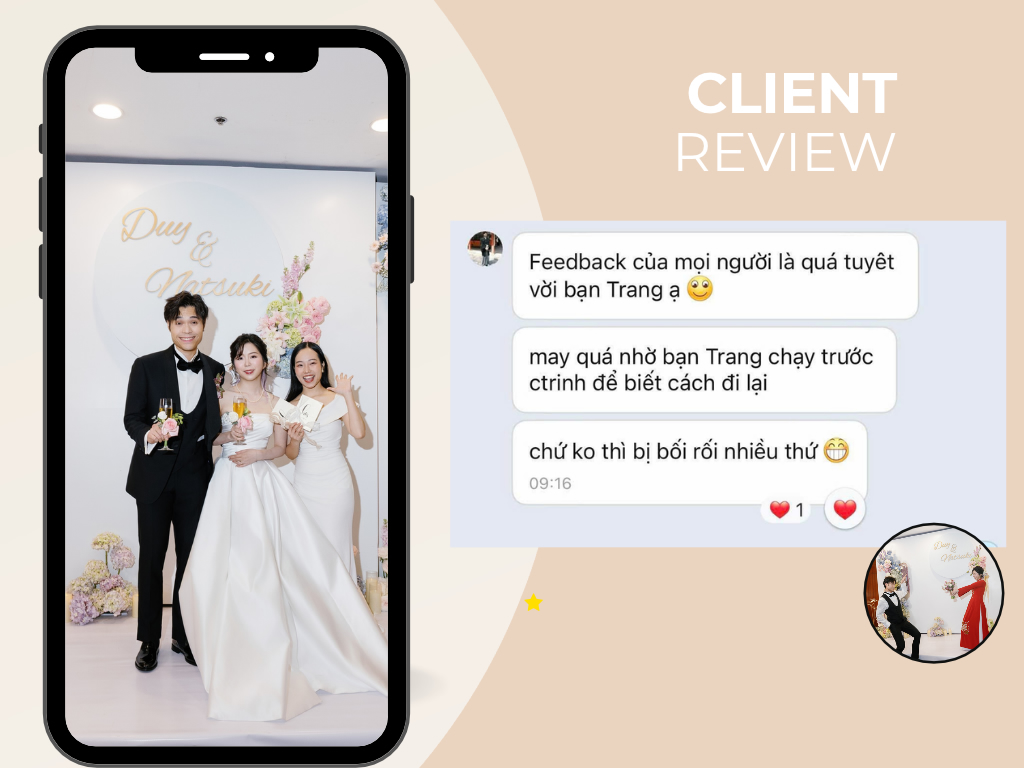 CLIENT
REVIEW
Duy
&
Natsuki
Feedback của mọi người là quá tuyêt
vời bạn Trang ạ
may quá nhờ bạn Trang chạy trước
ctrinh để biết cách đi lại
chứ ko thì bị bối rối nhiều thứ
09:16
1
Duy
&
Natsuki